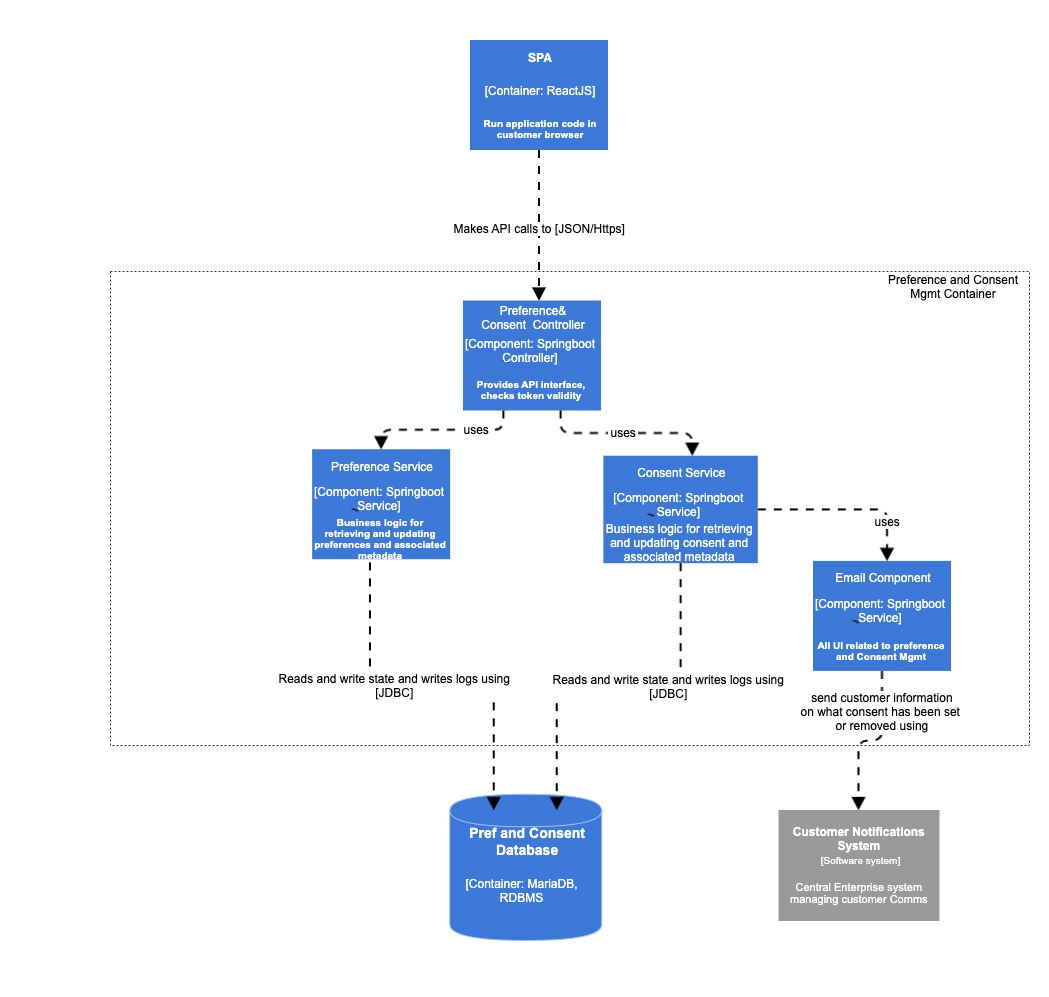 SPA
[Container: ReactJS]
Run application code in
customer browser
Makes API calls to [JSON/Https]
Preference and Consent
Mgmt Container
Preference&
Consent  Controller
[Component: Springboot
Controller]
Provides API interface,
checks token validity
uses
uses
Preference Service
[Component: Springboot
Service]
Business logic for
retrieving and updating
preferences and associated
metadata
Consent Service
[Component: Springboot
Service]
Business logic for retrieving
and updating consent and
associated metadata
uses
Email Component
[Component: Springboot
Service]
All UI related to preference
and Consent Mgmt
Reads and write state and writes logs using
[JDBC]
Reads and write state and writes logs using
[JDBC]
send customer information
on what consent has been set
or removed using
Pref and Consent
Database
[Container: MariaDB,
RDBMS
Customer Notifications
System
[Software system]
Central Enterprise system
managing customer Comms